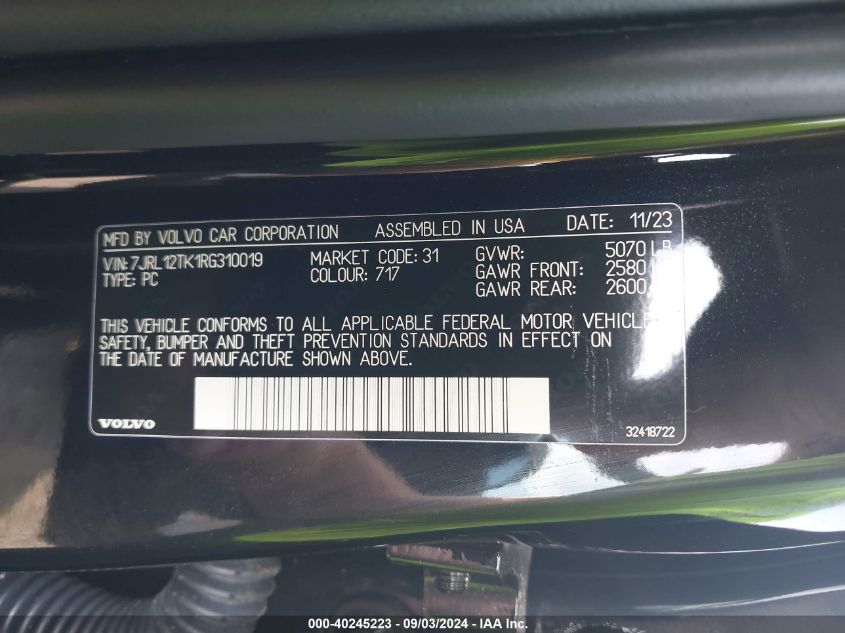 MFD BY VOLVO CAR CORPORATION ASSEMBLED IN USA DATE: 11/23
VIN:7JRL12TK1RG310019 MARKET CODE: 31 GVWR: 5070 LB
TYPE: PC COLOUR: 717 GAWR FRONT: 2580
GAWR REAR: 2600
THIS VEHICLE CONFORMS TO ALL APPLICABLE FEDERAL MOTOR VEHICLE
SAFETY, BUMPER AND THEFT PREVENTION STANDARDS IN EFFECT ON
THE DATE OF MANUFACTURE SHOWN ABOVE.
VOLVO 32418722
000-40245223 - 09/03/2024 - IAA Inc.